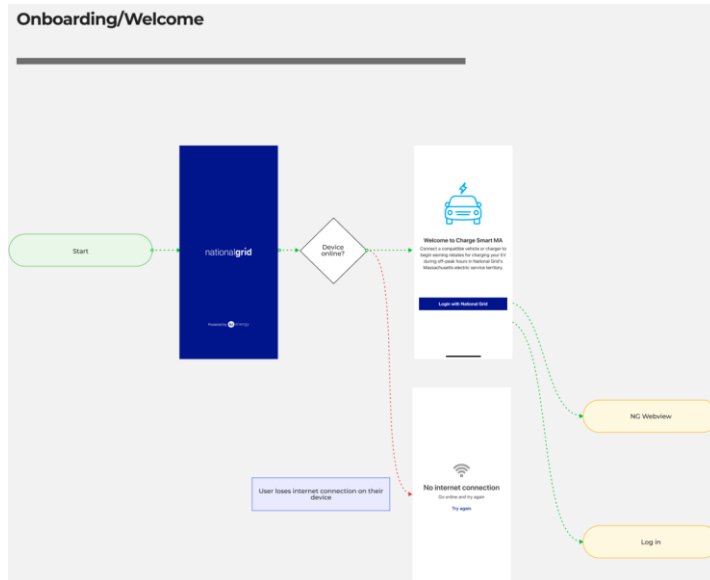 Onboarding/Welcome
Start
nationalgrid
Powered by ev.energy
Device
online?
Welcome to Charge Smart MA
Connect a compatible vehicle or charger to
begin earning rebates for charging your EV
during off-peak hours in National Grid's
Massachusetts electric service territory.
Login with National Grid
NG Webview
User loses internet connection on their
device
No internet connection
Go online and try again
Try again
Log in